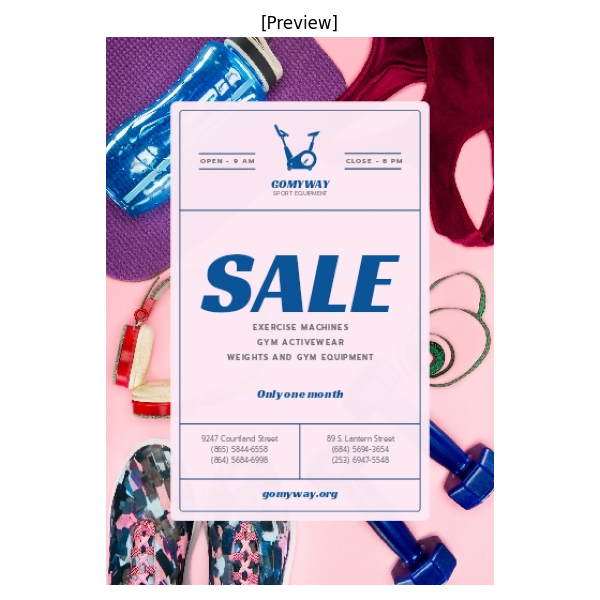 [Preview]
OPEN - 9 AM
CLOSE - 8 PM
GOMYWAY
SPORT EQUIPMENT
SALE
EXERCISE MACHINES
GYM ACTIVEWEAR
WEIGHTS AND GYM EQUIPMENT
Only one month
9247 Courtland Street
(865) 5844-6558
(864) 5684-6998
89 S. Lantern Street
(684) 5694-3654
(253) 6947-5548
gomyway.org